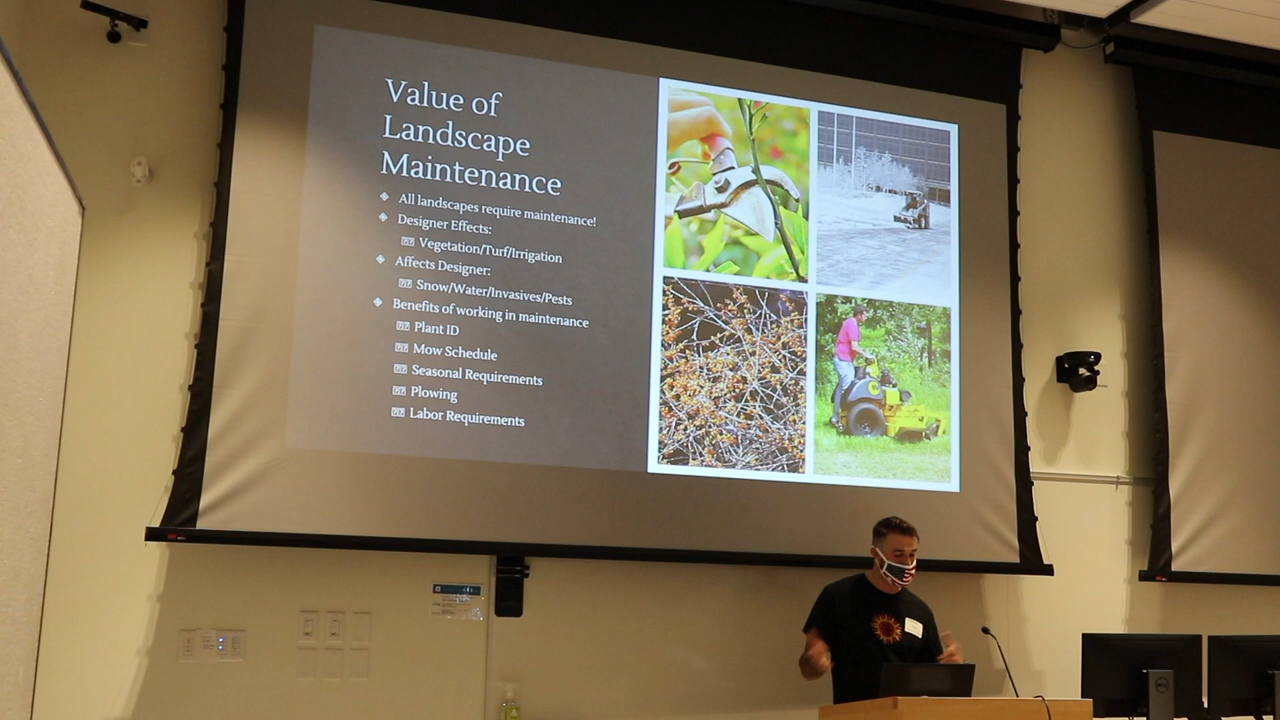 Value of
Landscape
Maintenance
All landscapes require maintenance!
Designer Effects:
Vegetation/Turf/Irrigation
Affects Designer:
Snow/Water/Invasives/Pests
Benefits of working in maintenance
Plant ID
Mow Schedule
Seasonal Requirements
Plowing
Labor Requirements
DELL